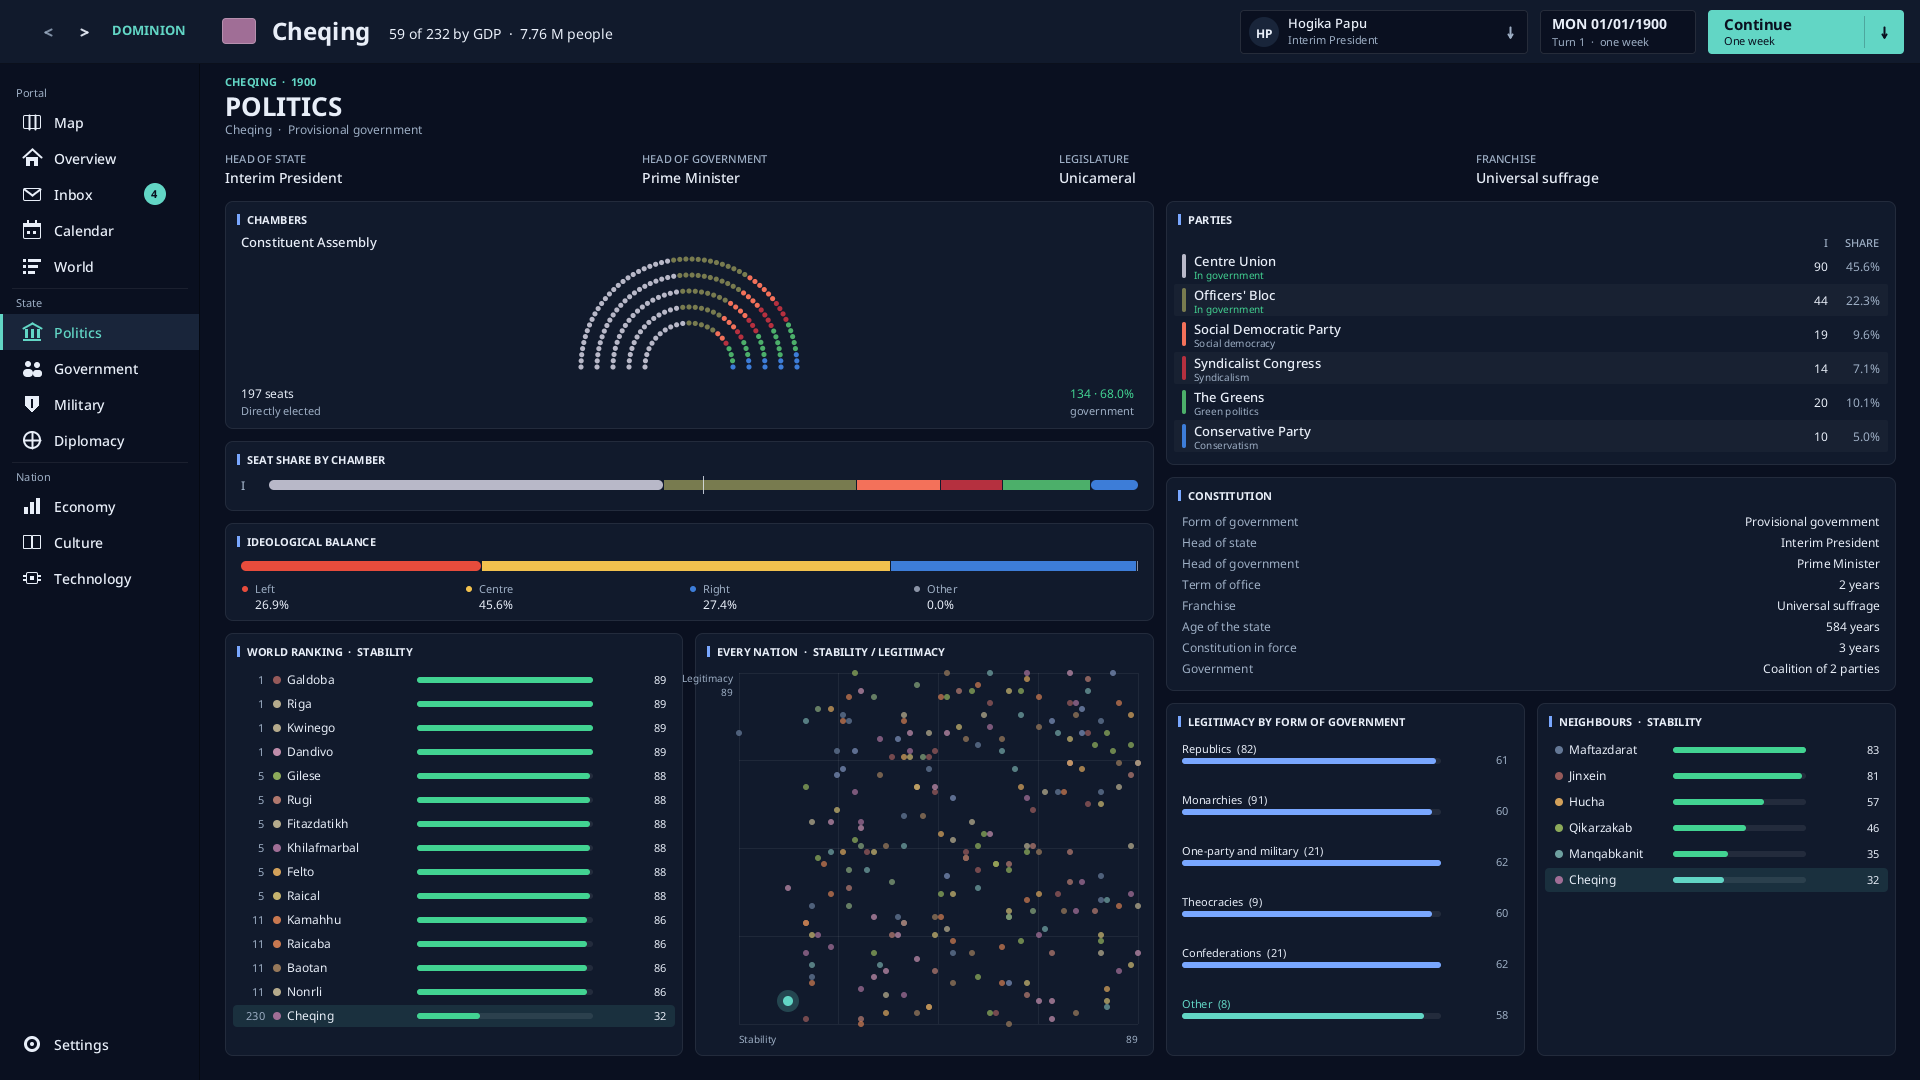 < > DOMINION
Cheqing 59 of 232 by GDP · 7.76 M people
HP Hogika Papu
Interim President
MON 01/01/1900
Turn 1 · one week
Continue
One week
Portal
Map
Overview
Inbox 4
Calendar
World
State
Politics
Government
Military
Diplomacy
Nation
Economy
Culture
Technology
Settings
CHEQING · 1900
POLITICS
Cheqing · Provisional government
HEAD OF STATE
Interim President
HEAD OF GOVERNMENT
Prime Minister
LEGISLATURE
Unicameral
FRANCHISE
Universal suffrage
CHAMBERS
Constituent Assembly
197 seats
Directly elected
134 · 68.0%
government
SEAT SHARE BY CHAMBER
I
IDEOLOGICAL BALANCE
Left
26.9%
Centre
45.6%
Right
27.4%
Other
0.0%
WORLD RANKING · STABILITY
1 Galdoba 89
1 Riga 89
1 Kwinego 89
1 Dandivo 89
5 Gilese 88
5 Rugi 88
5 Fitazdatikh 88
5 Khilafmarbal 88
5 Felto 88
5 Raical 88
11 Kamahhu 86
11 Raicaba 86
11 Baotan 86
11 Nonrli 86
230 Cheqing 32
EVERY NATION · STABILITY / LEGITIMACY
Legitimacy
89
Stability 89
PARTIES
I SHARE
Centre Union 90 45.6%
In government
Officers' Bloc 44 22.3%
In government
Social Democratic Party 19 9.6%
Social democracy
Syndicalist Congress 14 7.1%
Syndicalism
The Greens 20 10.1%
Green politics
Conservative Party 10 5.0%
Conservatism
CONSTITUTION
Form of government Provisional government
Head of state Interim President
Head of government Prime Minister
Term of office 2 years
Franchise Universal suffrage
Age of the state 584 years
Constitution in force 3 years
Government Coalition of 2 parties
LEGITIMACY BY FORM OF GOVERNMENT
Republics (82)
61
Monarchies (91)
60
One-party and military (21)
62
Theocracies (9)
60
Confederations (21)
62
Other (8)
58
NEIGHBOURS · STABILITY
Maftazdarat 83
Jinxein 81
Hucha 57
Qikarzakab 46
Manqabkanit 35
Cheqing 32